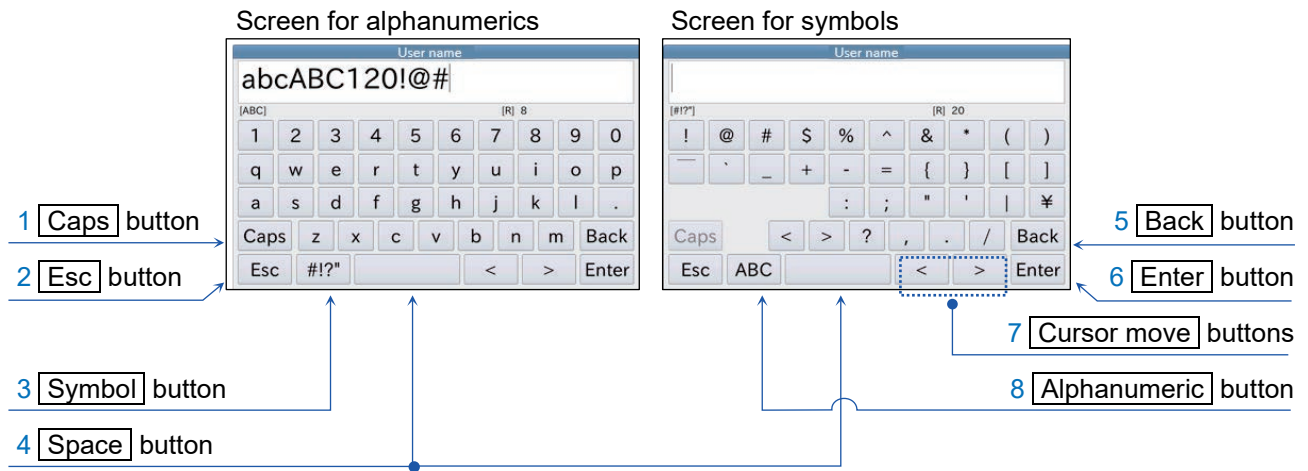 Screen for alphanumerics
User name
abcABC120!@#
[ABC] [R] 8
1 2 3 4 5 6 7 8 9 0
q w e r t y u i o p
a s d f g h j k l .
Caps z x c v b n m Back
Esc #!?" < > Enter
Screen for symbols
User name
[#!?"] [R] 20
! @ # $ % ^ & * ( )
‾ ` _ + - = { } [ ]
: ; " ' | ¥
Caps < > ? , . / Back
Esc ABC < > Enter
1 Caps button
2 Esc button
3 Symbol button
4 Space button
5 Back button
6 Enter button
7 Cursor move buttons
8 Alphanumeric button